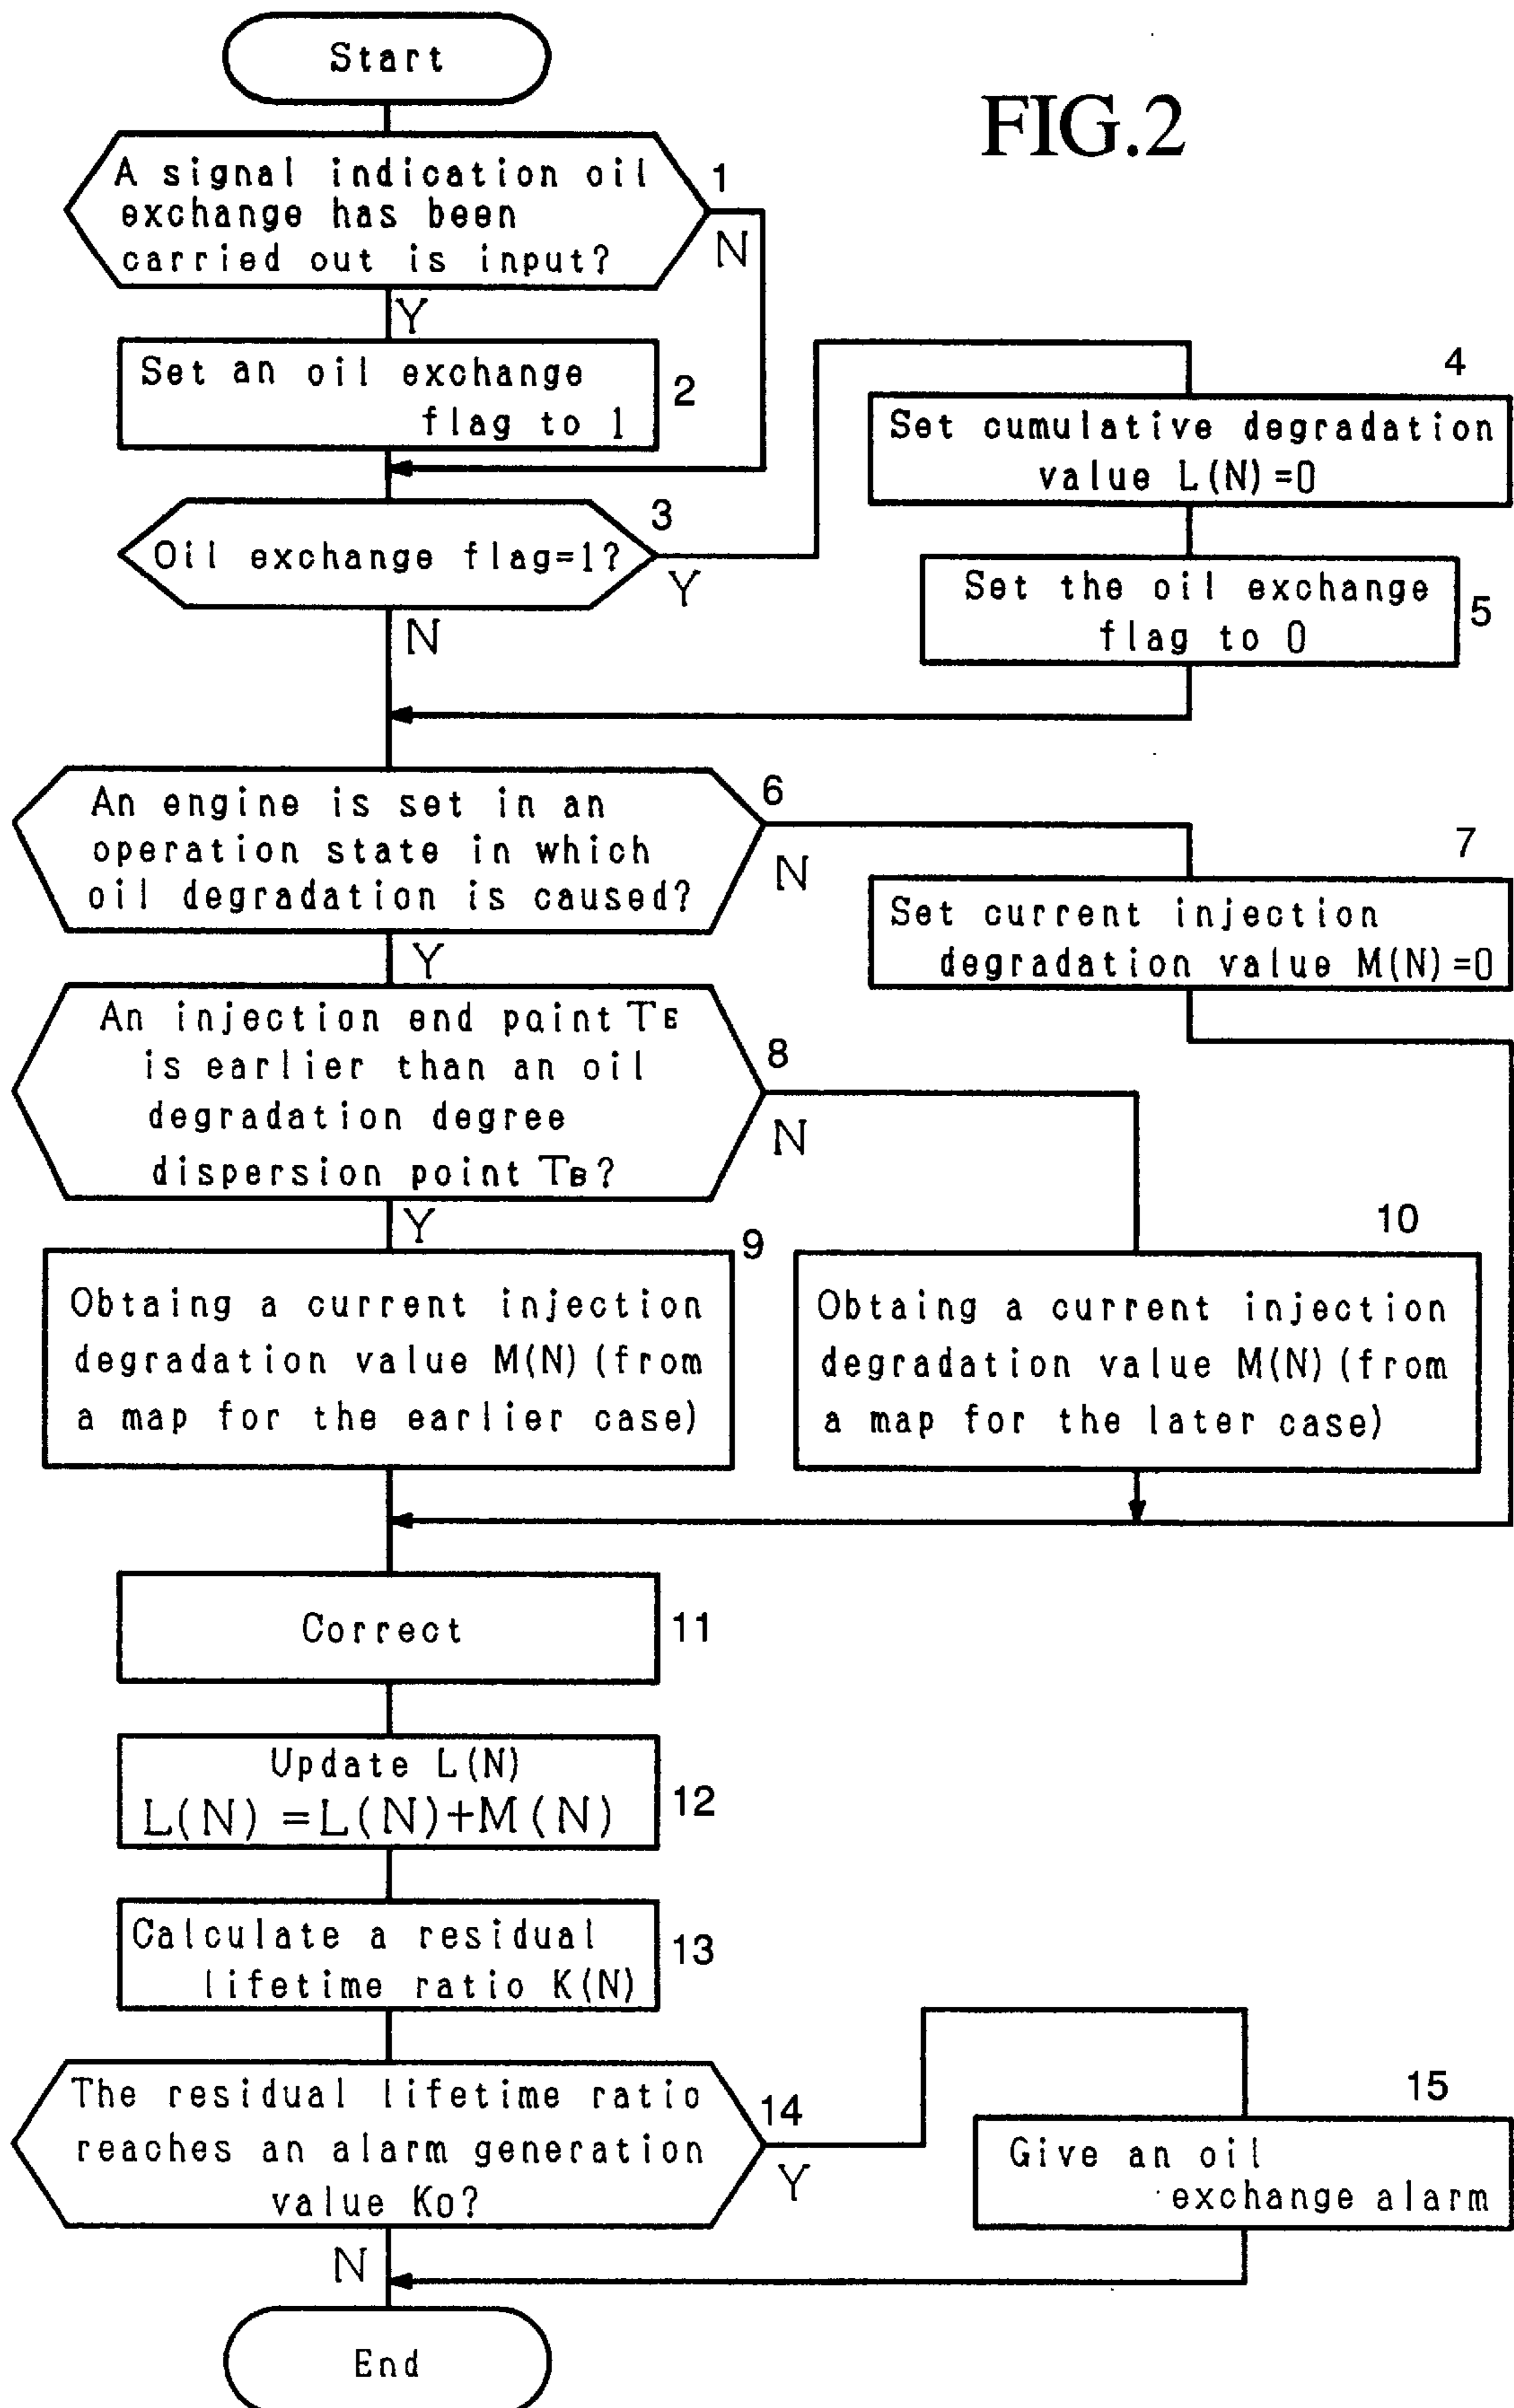 Start
FIG.2
A signal indication oil
exchange has been
carried out is input?
1
N
Y
Set an oil exchange
flag to 1
2
3
Oil exchange flag=1?
Y
N
4
Set cumulative degradation
value L(N)=0
Set the oil exchange
flag to 0
5
An engine is set in an
operation state in which
oil degradation is caused?
6
N
Y
7
Set current injection
degradation value M(N)=0
An injection end point TE
is earlier than an oil
degradation degree
dispersion point TB?
8
N
Y
9
Obtaing a current injection
degradation value M(N) (from
a map for the earlier case)
10
Obtaing a current injection
degradation value M(N) (from
a map for the later case)
Correct
11
Update L(N)
L(N)=L(N)+M(N)
12
Calculate a residual
lifetime ratio K(N)
13
The residual lifetime ratio
reaches an alarm generation
value K0?
14
Y
N
15
Give an oil
exchange alarm
End